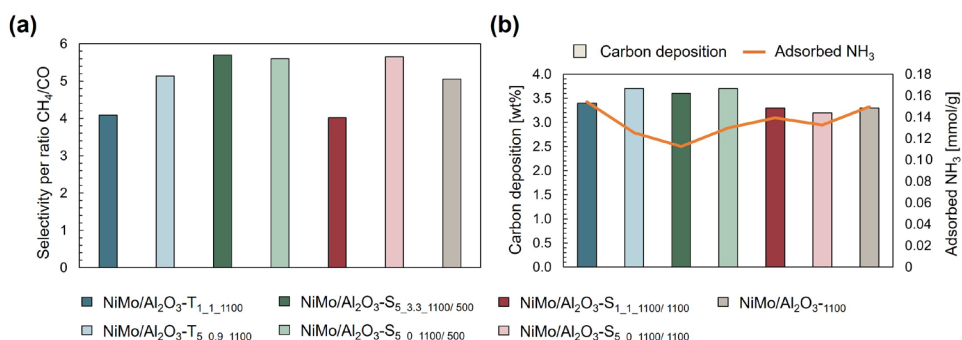 (a)
Selectivity per ratio CH₄/CO
6
5
4
3
2
1
0
(b)
Carbon deposition
Adsorbed NH₃
Carbon deposition [wt%]
4.0
3.5
3.0
2.5
2.0
1.5
1.0
0.5
0.0
0.18
0.16
0.14
0.12
0.10
0.08
0.06
0.04
0.02
0.00
Adsorbed NH₃ [mmol/g]
NiMo/Al₂O₃-T₁_₁_₁₁₀₀
NiMo/Al₂O₃-S₅_₃.₃_₁₁₀₀/ ₅₀₀
NiMo/Al₂O₃-S₁_₁_₁₁₀₀/ ₁₁₀₀
NiMo/Al₂O₃-₁₁₀₀
NiMo/Al₂O₃-T₅_₀.₉_₁₁₀₀
NiMo/Al₂O₃-S₅_₀_₁₁₀₀/ ₅₀₀
NiMo/Al₂O₃-S₅_₀_₁₁₀₀/ ₁₁₀₀